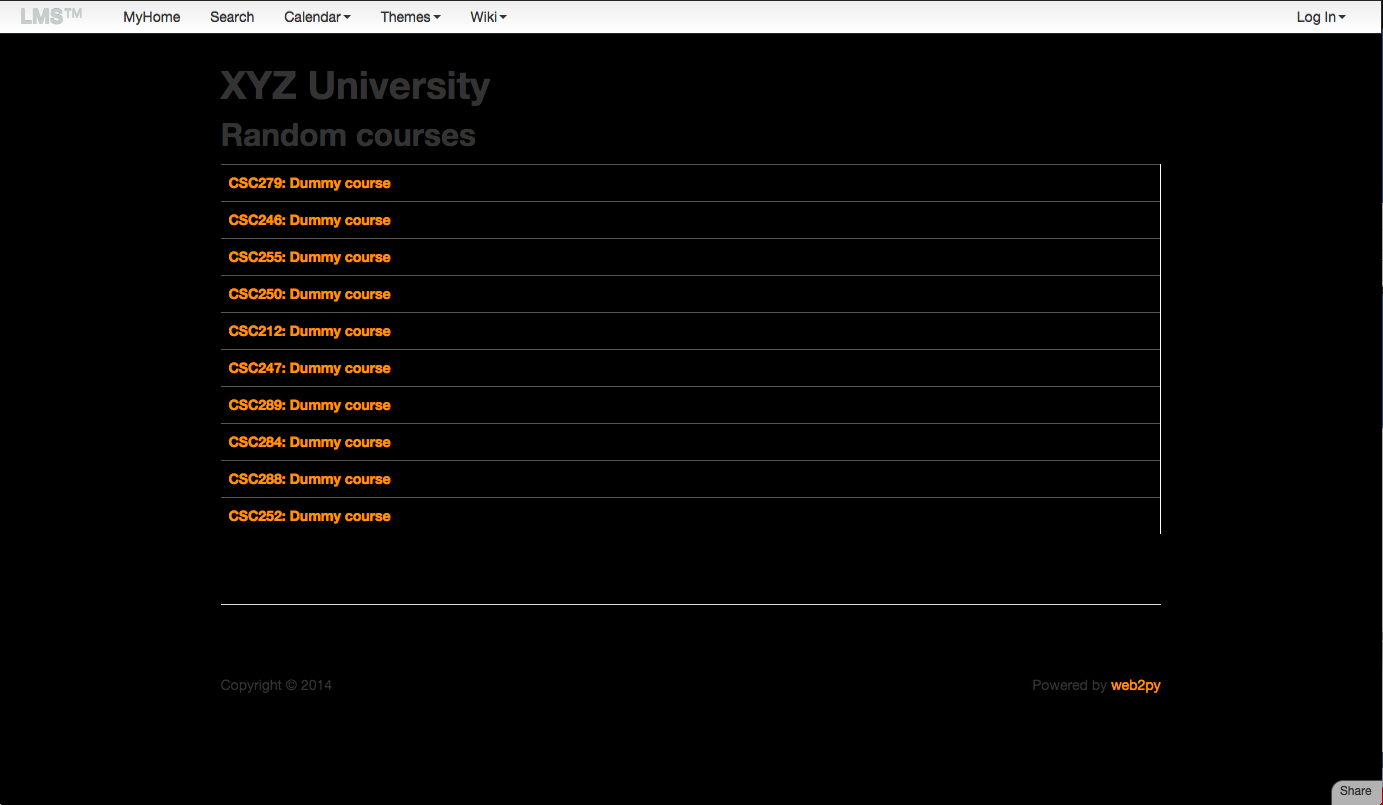 LMS™ MyHome Search Calendar Themes Wiki Log In
XYZ University
Random courses
CSC279: Dummy course
CSC246: Dummy course
CSC255: Dummy course
CSC250: Dummy course
CSC212: Dummy course
CSC247: Dummy course
CSC289: Dummy course
CSC284: Dummy course
CSC288: Dummy course
CSC252: Dummy course
Copyright © 2014 Powered by web2py
Share